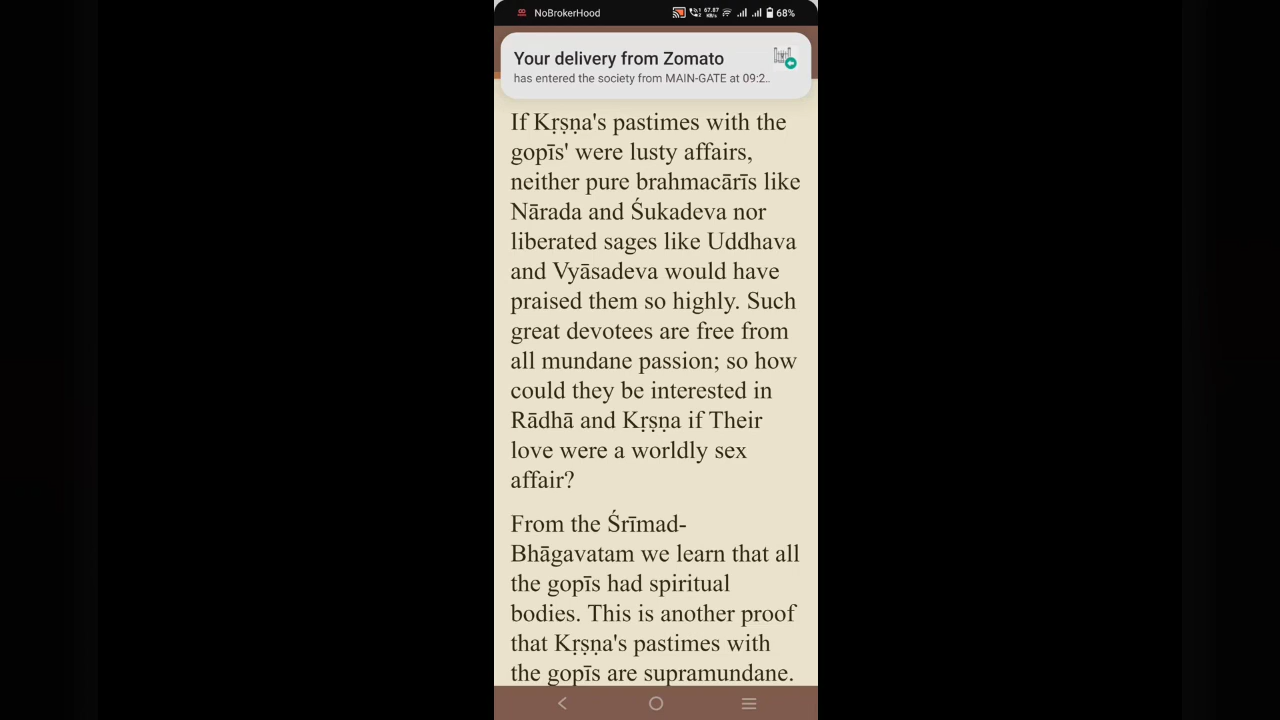 NoBrokerHood
67.87
KB/s
68%
Your delivery from Zomato
has entered the society from MAIN-GATE at 09:2..
If Kṛṣṇa's pastimes with the
gopīs' were lusty affairs,
neither pure brahmacārīs like
Nārada and Śukadeva nor
liberated sages like Uddhava
and Vyāsadeva would have
praised them so highly. Such
great devotees are free from
all mundane passion; so how
could they be interested in
Rādhā and Kṛṣṇa if Their
love were a worldly sex
affair?
From the Śrīmad-
Bhāgavatam we learn that all
the gopīs had spiritual
bodies. This is another proof
that Kṛṣṇa's pastimes with
the gopīs are supramundane.